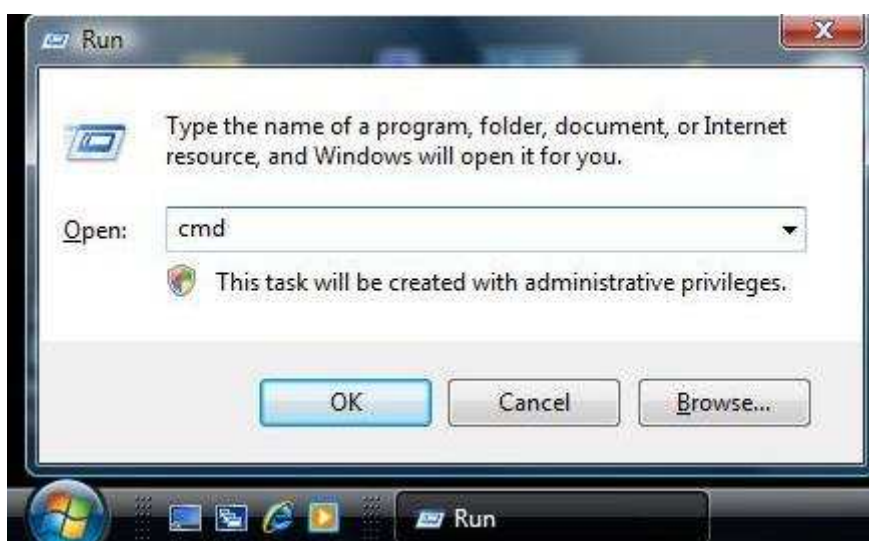 Run
Type the name of a program, folder, document, or Internet
resource, and Windows will open it for you.
Open: cmd
This task will be created with administrative privileges.
OK Cancel Browse...
Run